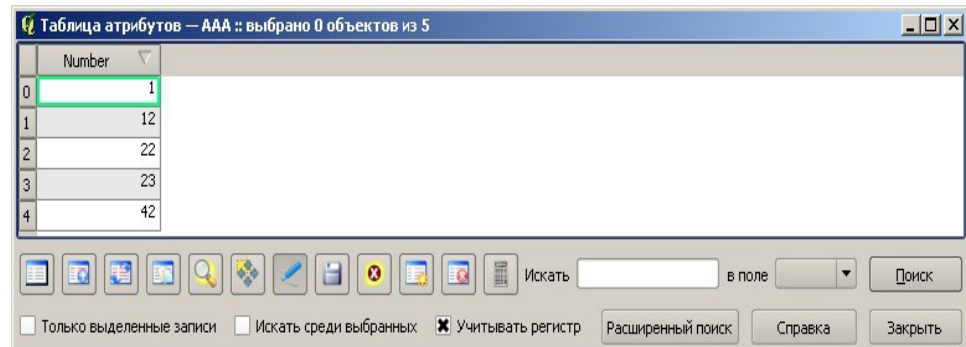 Таблица атрибутов — AAA :: выбрано 0 объектов из 5
Number
0 1
1 12
2 22
3 23
4 42
Искать в поле Поиск
Только выделенные записи Искать среди выбранных Учитывать регистр Расширенный поиск Справка Закрыть